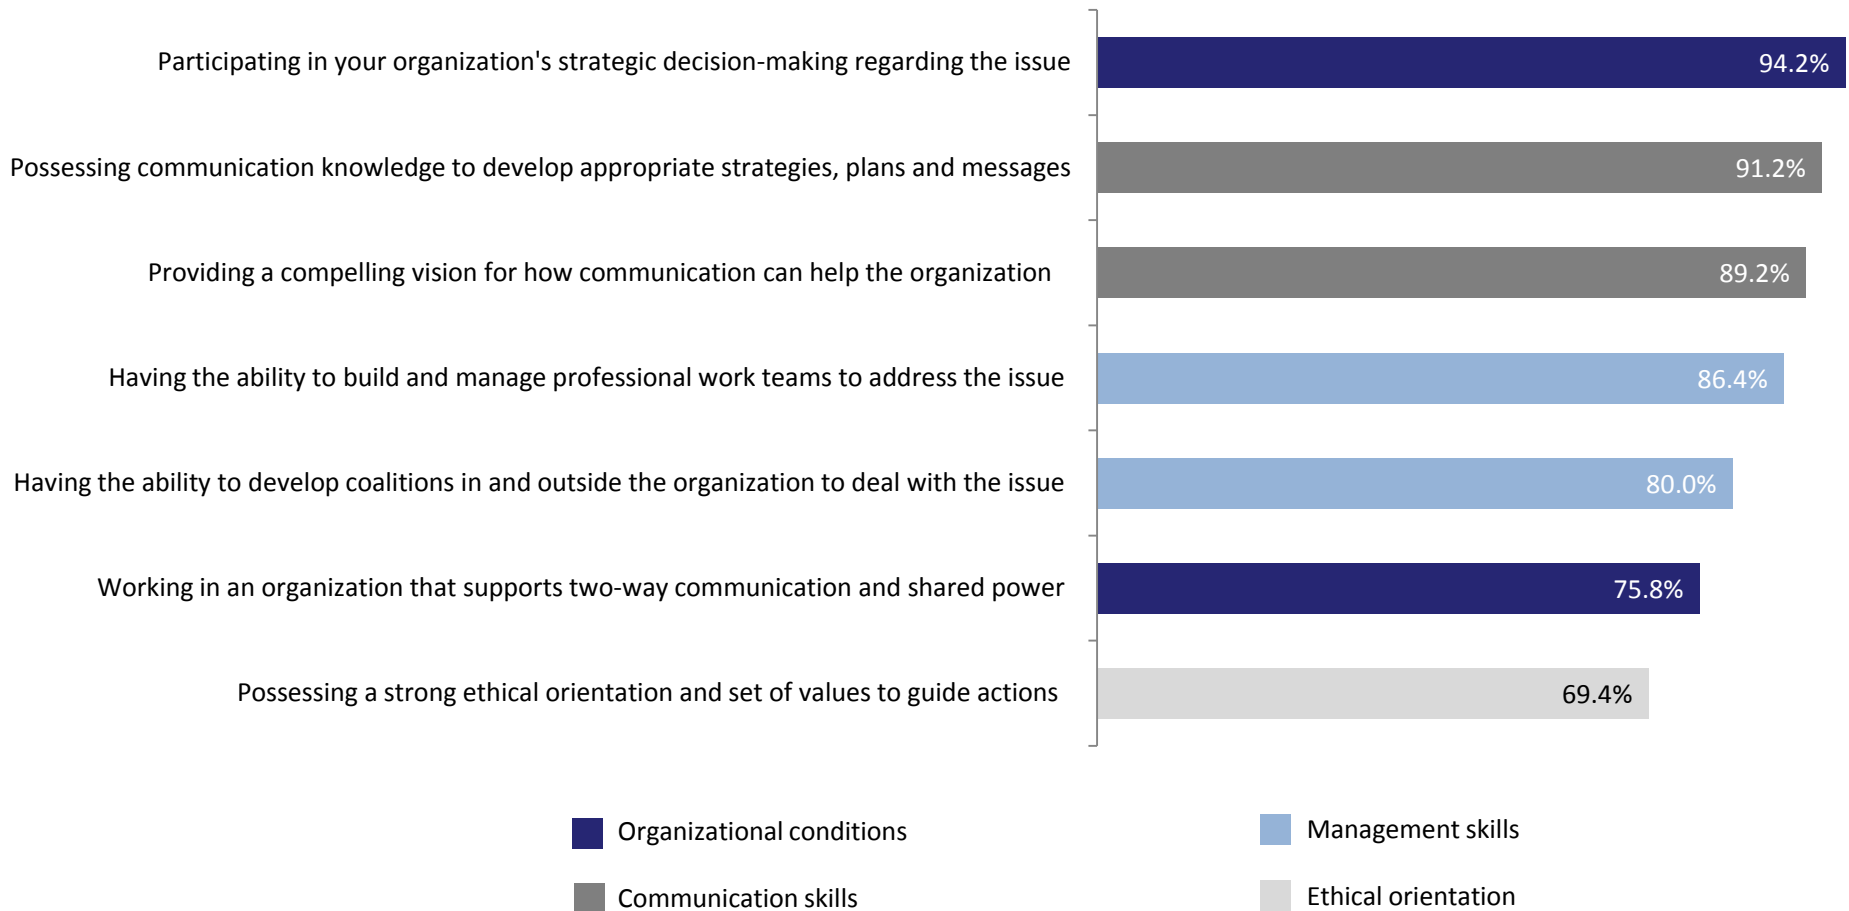 Participating in your organization's strategic decision-making regarding the issue
94.2%
Possessing communication knowledge to develop appropriate strategies, plans and messages
91.2%
Providing a compelling vision for how communication can help the organization
89.2%
Having the ability to build and manage professional work teams to address the issue
86.4%
Having the ability to develop coalitions in and outside the organization to deal with the issue
80.0%
Working in an organization that supports two-way communication and shared power
75.8%
Possessing a strong ethical orientation and set of values to guide actions
69.4%
Organizational conditions
Management skills
Communication skills
Ethical orientation